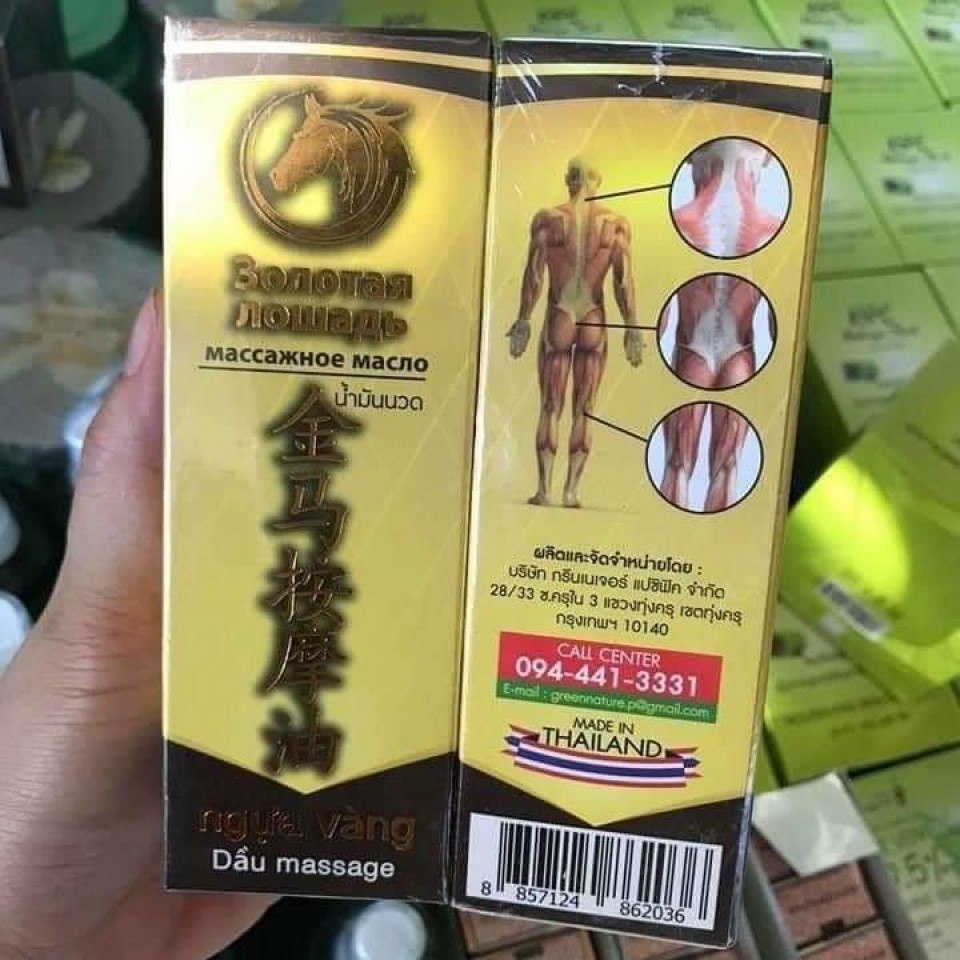 Золотая
лошадь
массажное масло
น้ำมันนวด
金
马
按
摩
油
ngựa vàng
Dầu massage
ผลิตและจัดจำหน่ายโดย :
บริษัท กรีนเนเจอร์ แปซิฟิค จำกัด
28/33 ซ.ครุใน 3 แขวงทุ่งครุ เขตทุ่งครุ
กรุงเทพฯ 10140
CALL CENTER
094-441-3331
E-mail : greennature.p@gmail.com
MADE IN
THAILAND
8 857124 862036